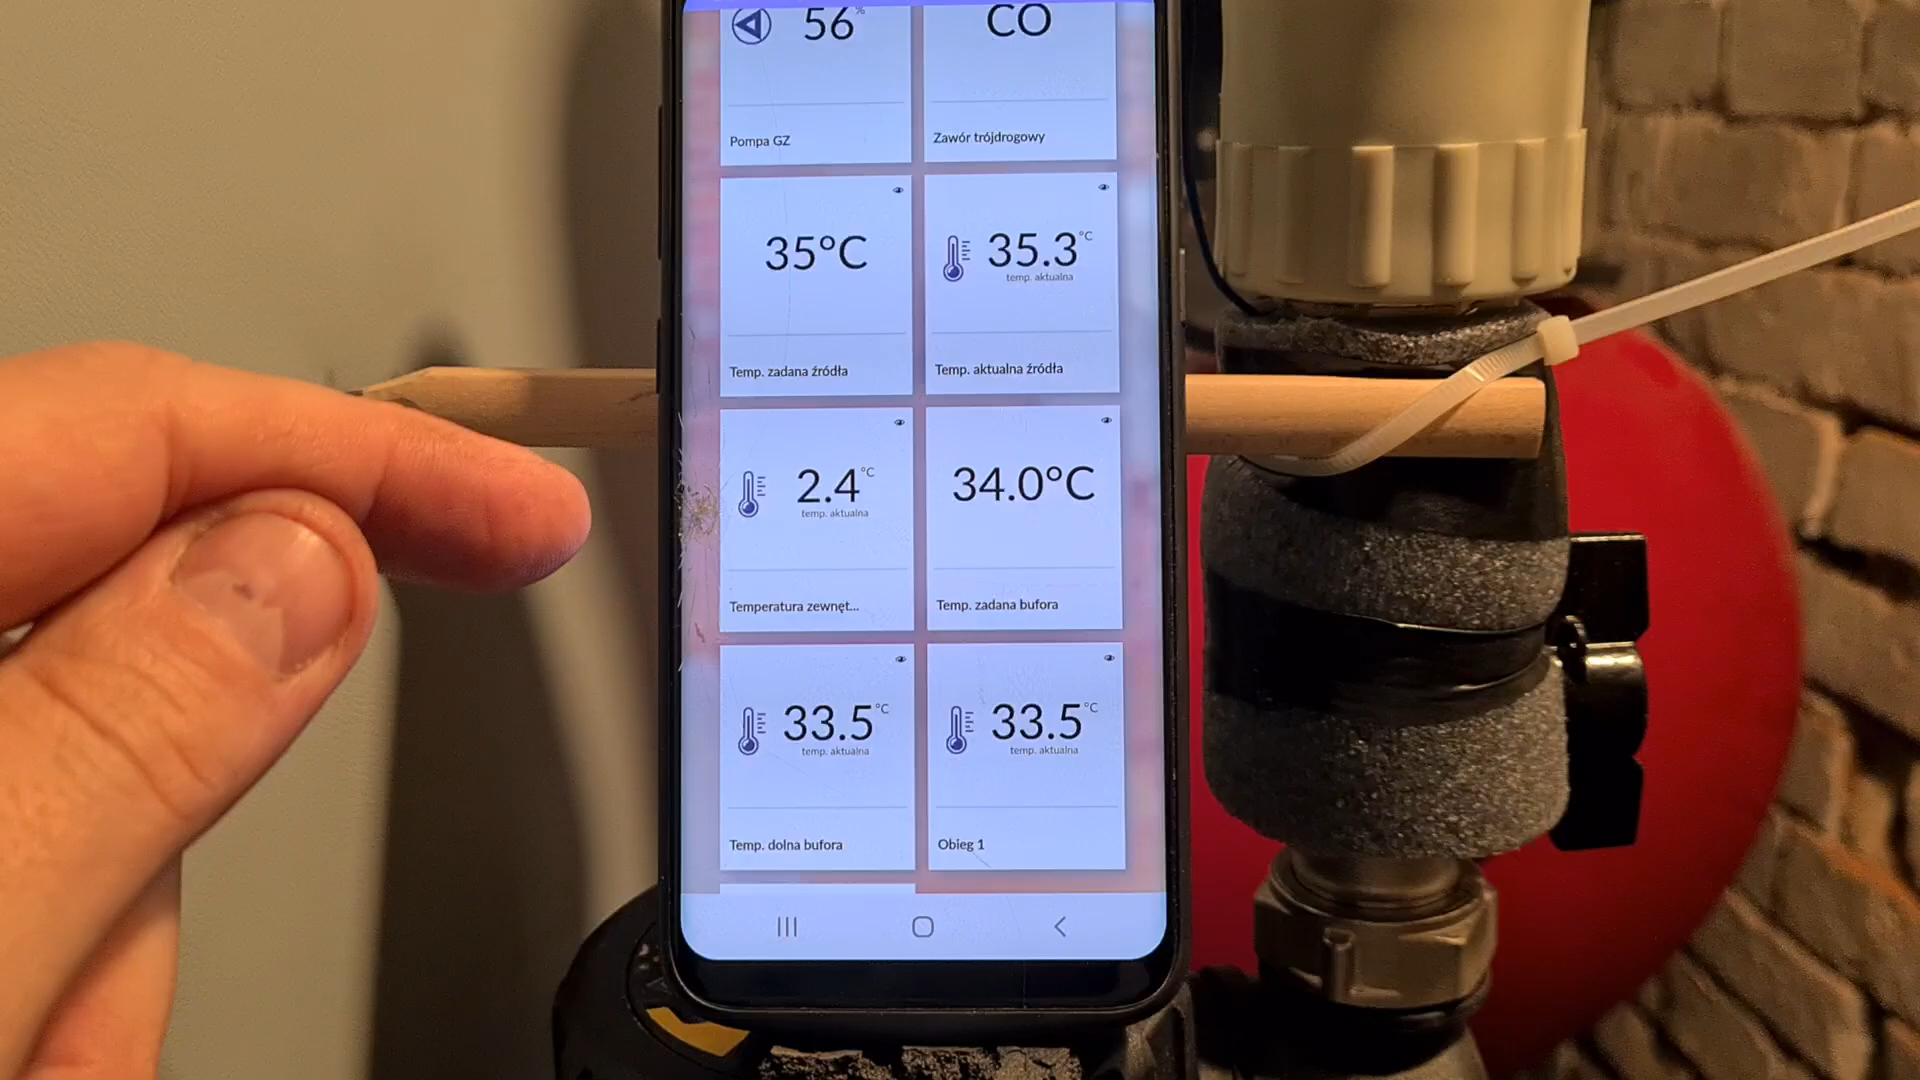 56%
CO
Pompa GZ
Zawór trójdrogowy
35°C
35.3°C
temp. aktualna
Temp. zadana źródła
Temp. aktualna źródła
2.4°C
temp. aktualna
34.0°C
Temperatura zewnęt...
Temp. zadana bufora
33.5°C
temp. aktualna
33.5°C
temp. aktualna
Temp. dolna bufora
Obieg 1